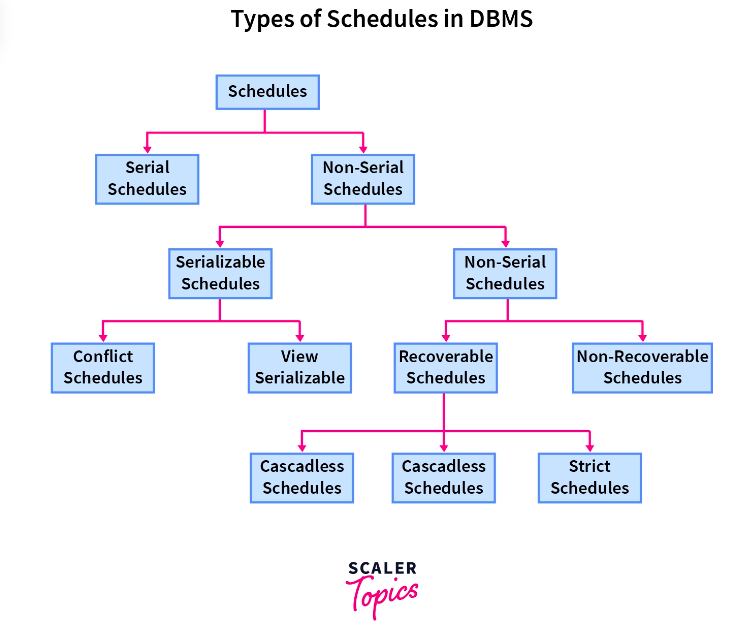 Types of Schedules in DBMS
Schedules
Serial
Schedules
Non-Serial
Schedules
Serializable
Schedules
Non-Serial
Schedules
Conflict
Schedules
View
Serializable
Recoverable
Schedules
Non-Recoverable
Schedules
Cascadless
Schedules
Cascadless
Schedules
Strict
Schedules
SCALER
Topics